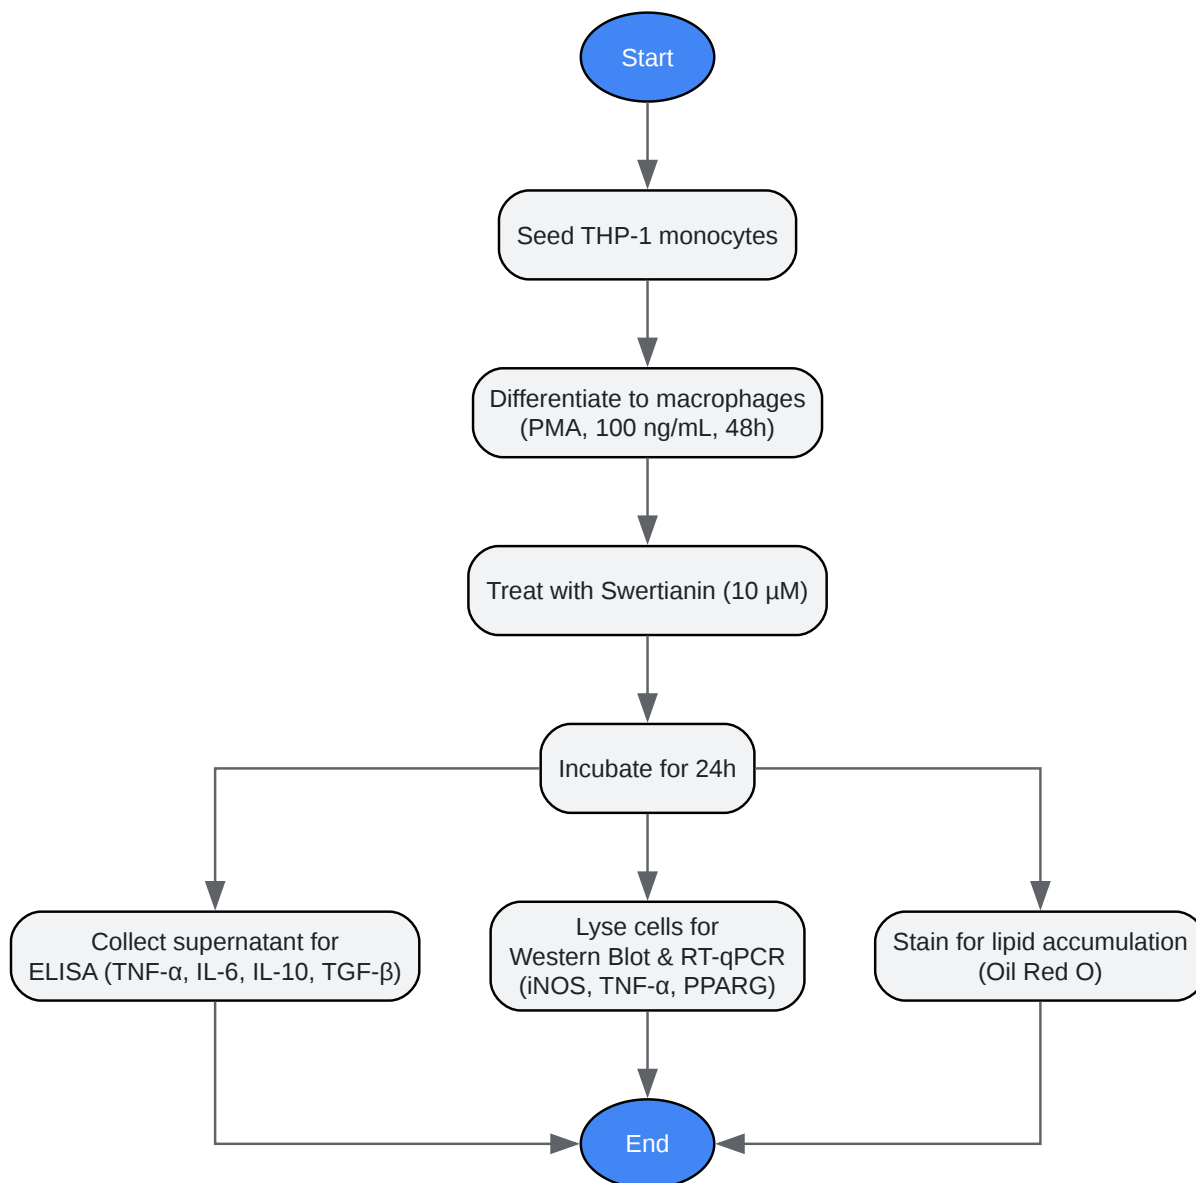 Start
Seed THP-1 monocytes
Differentiate to macrophages
(PMA, 100 ng/mL, 48h)
Treat with Swertianin (10 µM)
Incubate for 24h
Collect supernatant for
ELISA (TNF-α, IL-6, IL-10, TGF-β)
Lyse cells for
Western Blot & RT-qPCR
(iNOS, TNF-α, PPARG)
Stain for lipid accumulation
(Oil Red O)
End